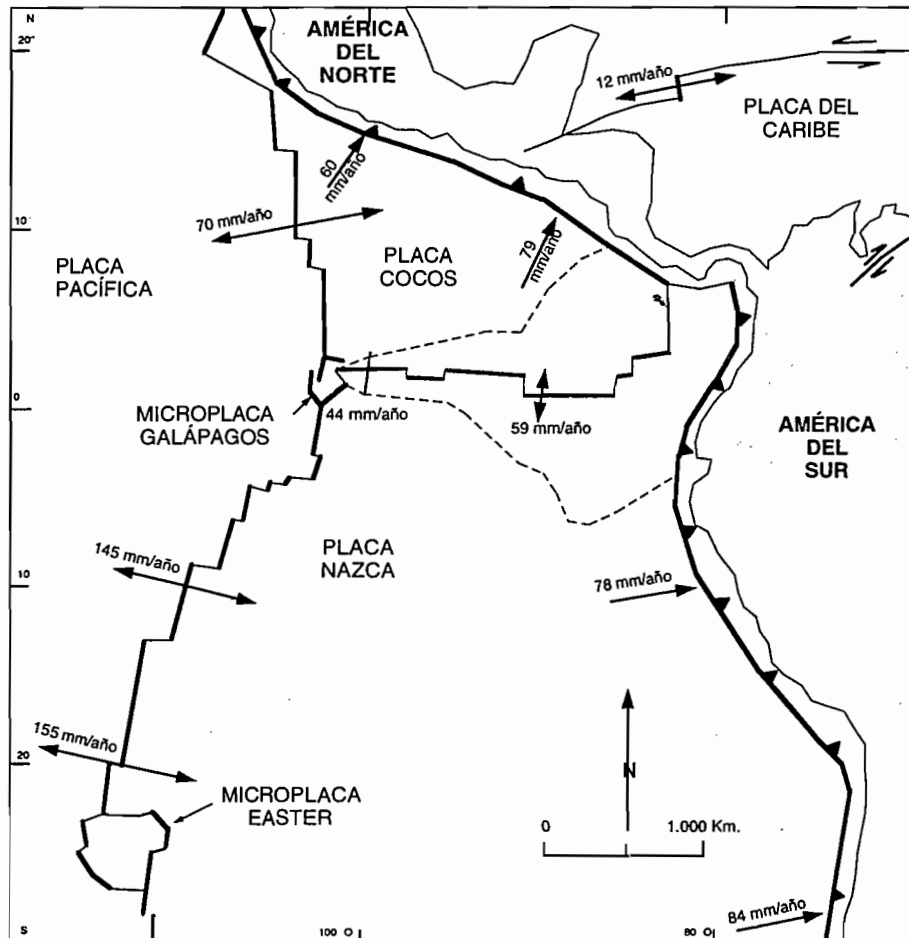 N
20°
AMÉRICA
DEL
NORTE
12 mm/año
PLACA DEL
CARIBE
60
mm/año
70 mm/año
10
PLACA
COCOS
79
mm/año
PLACA
PACÍFICA
0
MICROPLACA
GALÁPAGOS
44 mm/año
59 mm/año
AMÉRICA
DEL
SUR
PLACA
NAZCA
145 mm/año
10
78 mm/año
155 mm/año
20
N
MICROPLACA
EASTER
0
1.000 Km.
84 mm/año
S
100 O
80 O